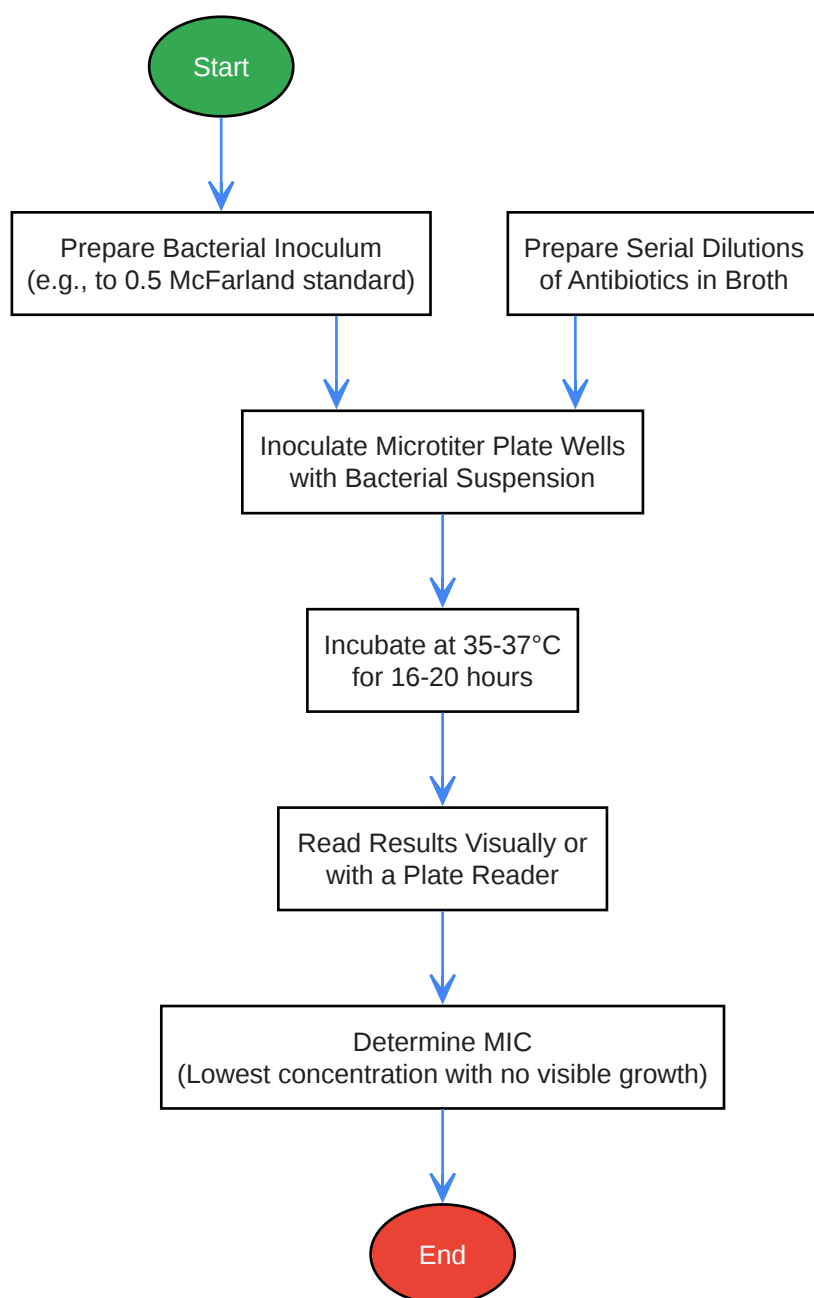 Start
Prepare Bacterial Inoculum
(e.g., to 0.5 McFarland standard)
Prepare Serial Dilutions
of Antibiotics in Broth
Inoculate Microtiter Plate Wells
with Bacterial Suspension
Incubate at 35-37°C
for 16-20 hours
Read Results Visually or
with a Plate Reader
Determine MIC
(Lowest concentration with no visible growth)
End